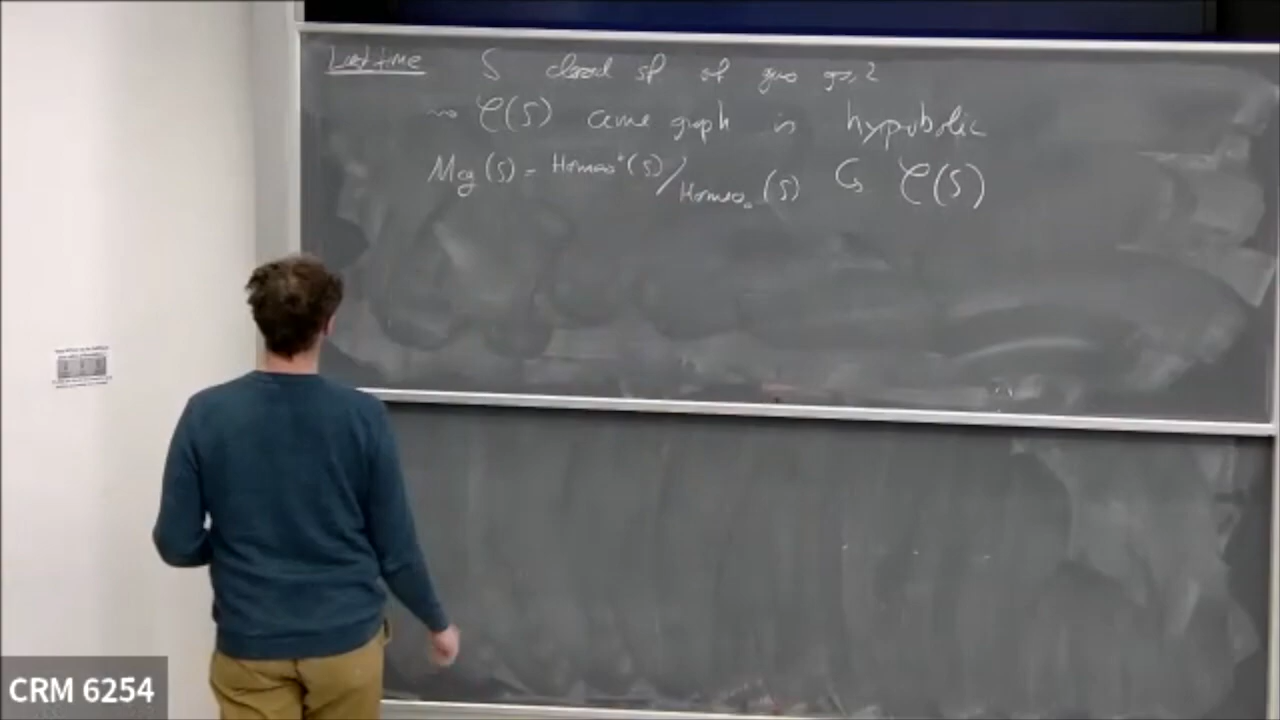 Last time S closed sf of genus g≥2
⇝ 𝒞(S) curve graph is hyperbolic
Mcg(S) = Homeo⁺(S)/Homeo₀(S) ↻ 𝒞(S)
CRM 6254